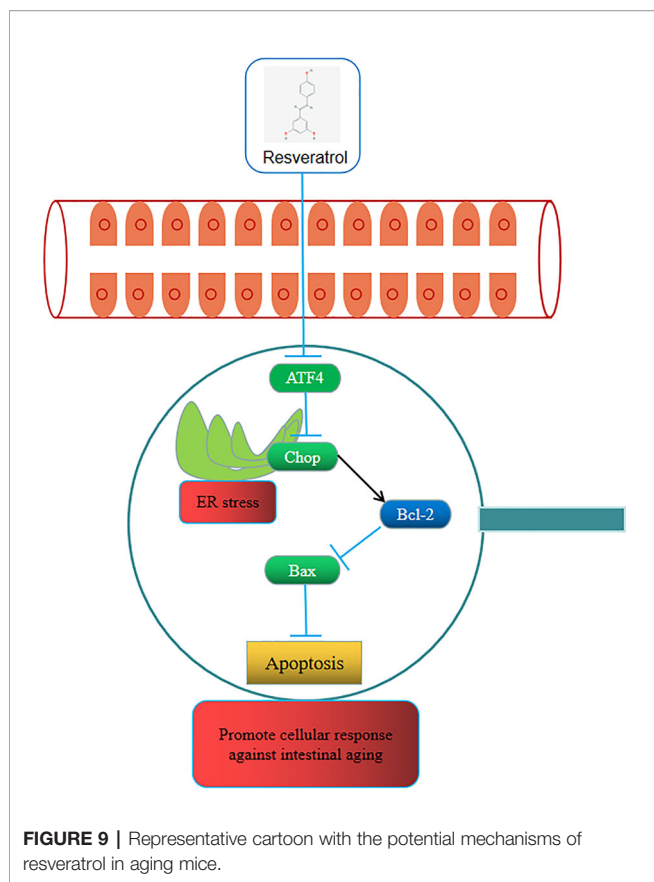 Resveratrol
ATF4
Chop
ER stress
Bcl-2
Bax
Apoptosis
Promote cellular response
against intestinal aging
FIGURE 9 | Representative cartoon with the potential mechanisms of
resveratrol in aging mice.